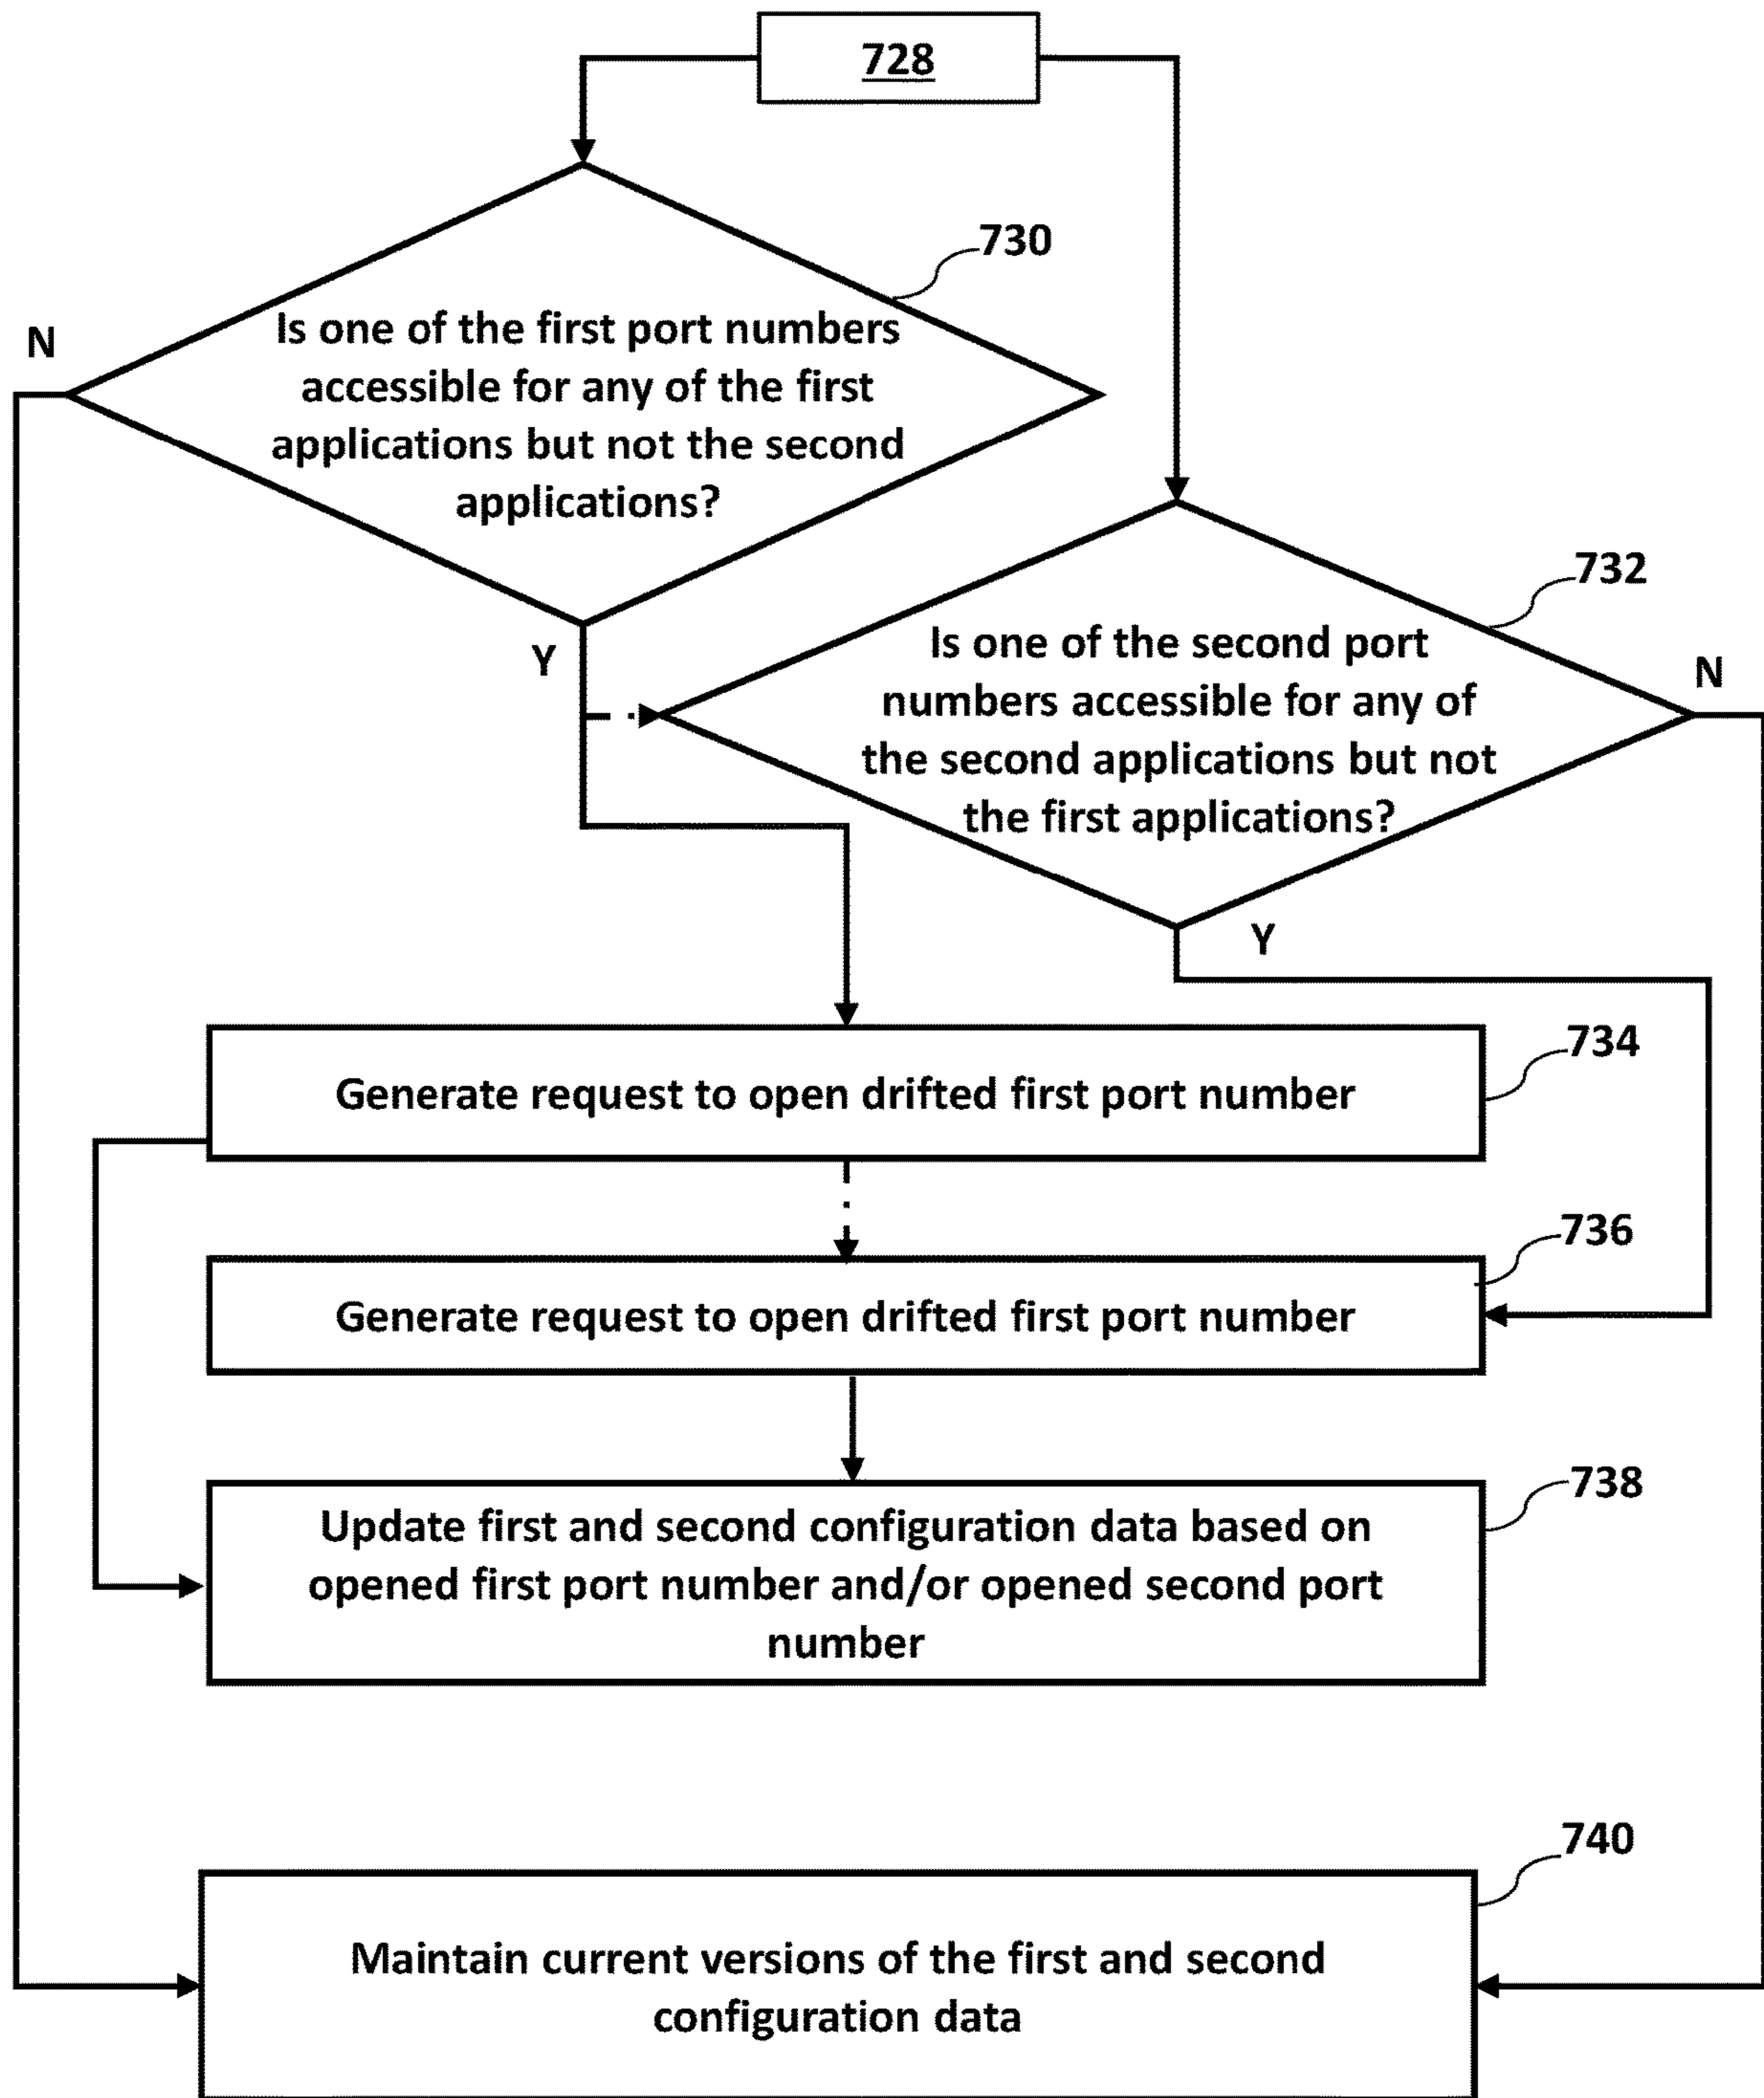 728
730
N
Is one of the first port numbers
accessible for any of the first
applications but not the second
applications?
Y
732
N
Is one of the second port
numbers accessible for any of
the second applications but not
the first applications?
Y
734
Generate request to open drifted first port number
736
Generate request to open drifted first port number
738
Update first and second configuration data based on
opened first port number and/or opened second port
number
740
Maintain current versions of the first and second
configuration data